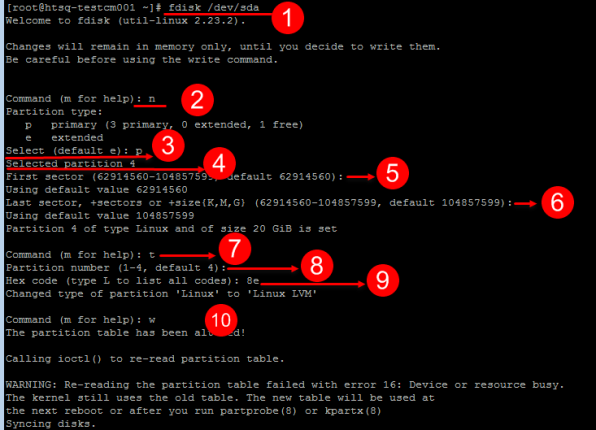 [root@htsq-testcm001 ~]# fdisk /dev/sda
1
Welcome to fdisk (util-linux 2.23.2).
Changes will remain in memory only, until you decide to write them.
Be careful before using the write command.
Command (m for help): n
2
Partition type:
p   primary (3 primary, 0 extended, 1 free)
e   extended
Select (default e): p
3
Selected partition 4
4
First sector (62914560-104857599, default 62914560):
5
Using default value 62914560
Last sector, +sectors or +size{K,M,G} (62914560-104857599, default 104857599):
6
Using default value 104857599
Partition 4 of type Linux and of size 20 GiB is set
Command (m for help): t
7
Partition number (1-4, default 4):
8
Hex code (type L to list all codes): 8e
9
Changed type of partition 'Linux' to 'Linux LVM'
Command (m for help): w
10
The partition table has been al d!
Calling ioctl() to re-read partition table.
WARNING: Re-reading the partition table failed with error 16: Device or resource busy.
The kernel still uses the old table. The new table will be used at
the next reboot or after you run partprobe(8) or kpartx(8)
Syncing disks.